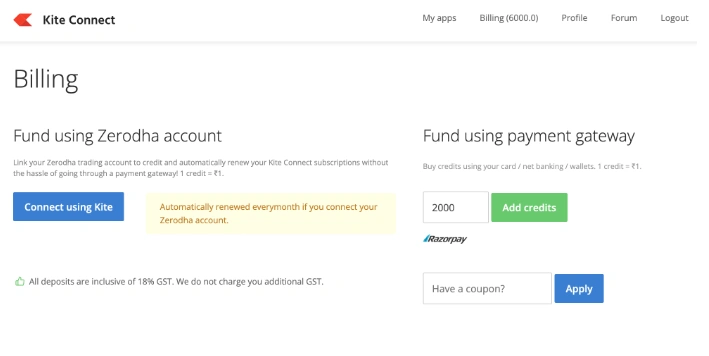 Kite Connect
My apps Billing (6000.0) Profile Forum Logout
Billing
Fund using Zerodha account
Link your Zerodha trading account to credit and automatically renew your Kite Connect subscriptions without
the hassle of going through a payment gateway! 1 credit = ₹1.
Connect using Kite
Automatically renewed everymonth if you connect your
Zerodha account.
All deposits are inclusive of 18% GST. We do not charge you additional GST.
Fund using payment gateway
Buy credits using your card / net banking / wallets. 1 credit = ₹1.
2000 Add credits
Razorpay
Have a coupon? Apply